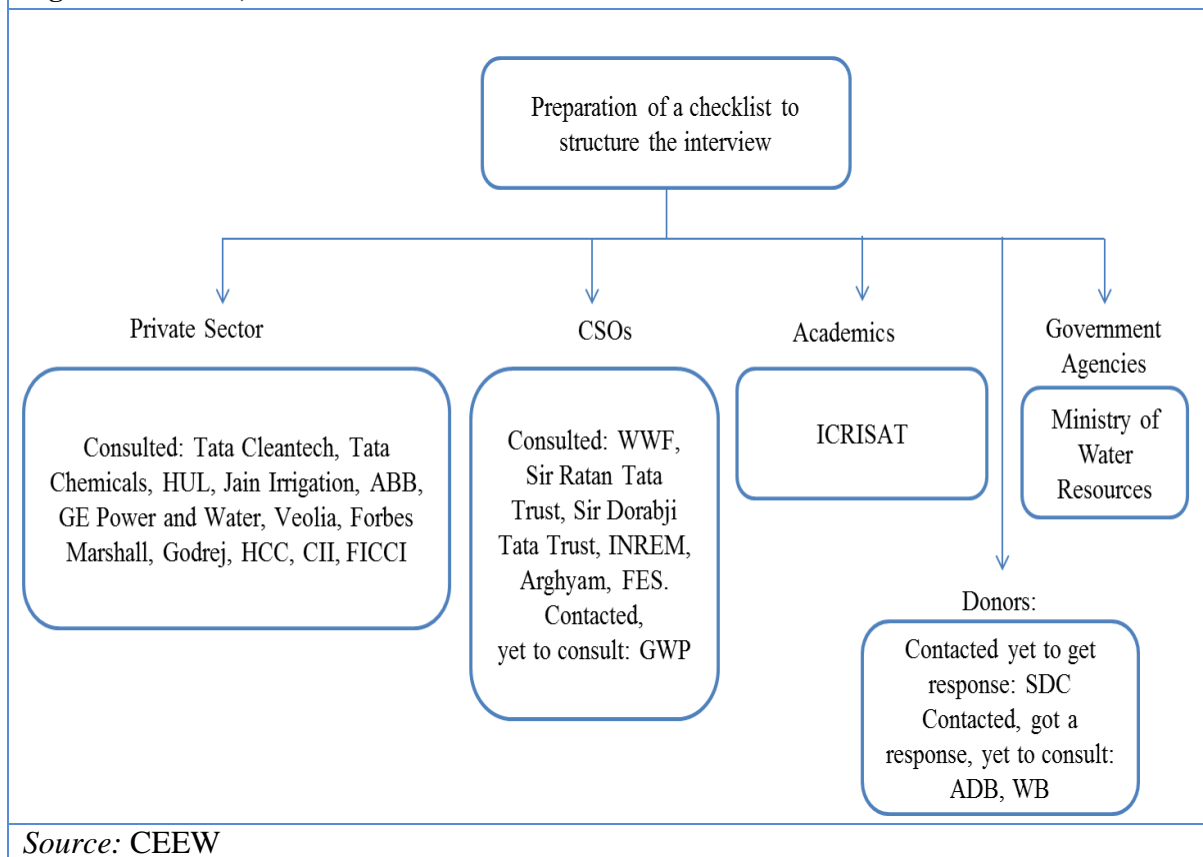 Preparation of a checklist to
structure the interview
Private Sector
Consulted: Tata Cleantech, Tata
Chemicals, HUL, Jain Irrigation, ABB,
GE Power and Water, Veolia, Forbes
Marshall, Godrej, HCC, CII, FICCI
CSOs
Consulted: WWF,
Sir Ratan Tata
Trust, Sir Dorabji
Tata Trust, INREM,
Arghyam, FES.
Contacted,
yet to consult: GWP
Academics
ICRISAT
Government
Agencies
Ministry of
Water
Resources
Donors:
Contacted yet to get
response: SDC
Contacted, got a
response, yet to consult:
ADB, WB
Source: CEEW